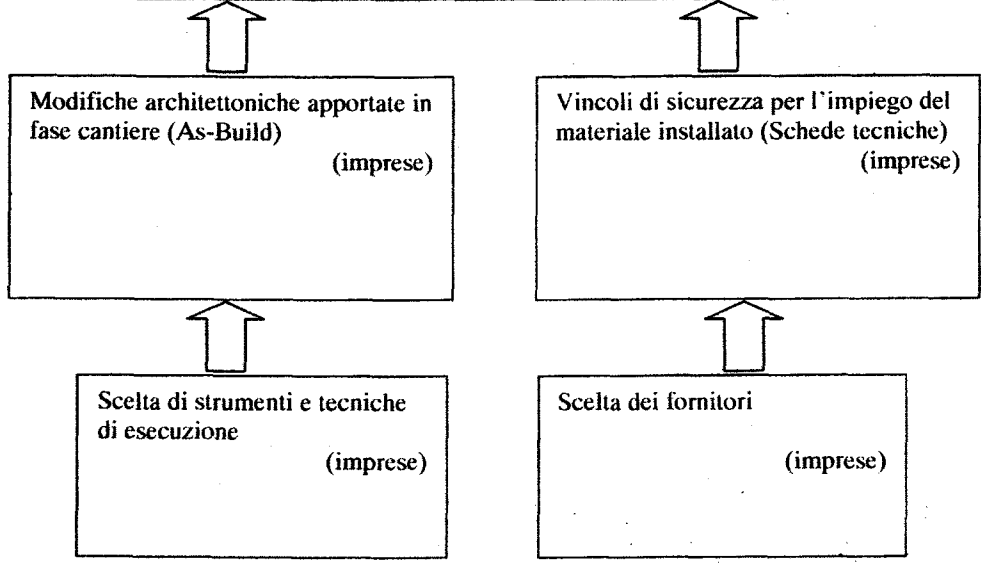 Modifiche architettoniche apportate in
fase cantiere (As-Build)
(imprese)
Vincoli di sicurezza per l'impiego del
materiale installato (Schede tecniche)
(imprese)
Scelta di strumenti e tecniche
di esecuzione
(imprese)
Scelta dei fornitori
(imprese)